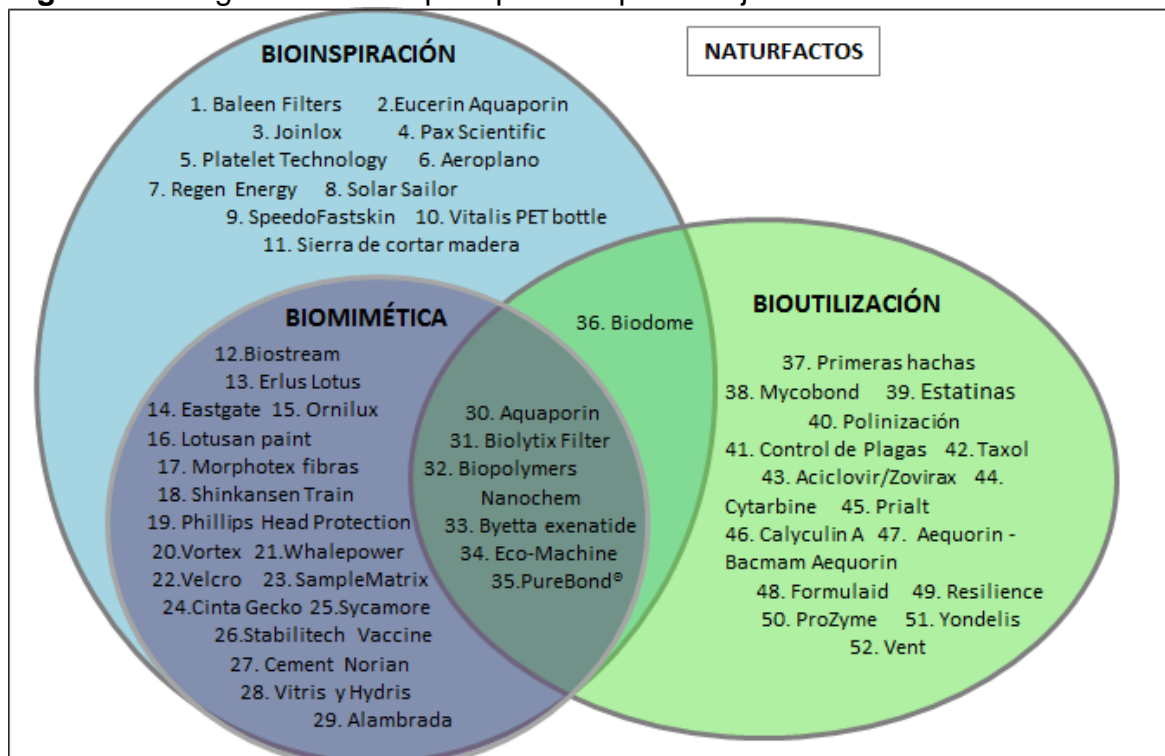 BIOINSPIRACIÓN
NATURFACTOS
1. Baleen Filters 2.Eucerin Aquaporin
3. Joinlox 4. Pax Scientific
5. Platelet Technology 6. Aeroplano
7. Regen Energy 8. Solar Sailor
9. SpeedoFastskin 10. Vitalis PET bottle
11. Sierra de cortar madera
BIOMIMÉTICA
12.Biostream
13. Erlus Lotus
14. Eastgate 15. Ornilux
16. Lotusan paint
17. Morphotex fibras
18. Shinkansen Train
19. Phillips Head Protection
20.Vortex 21.Whalepower
22.Velcro 23. SampleMatrix
24.Cinta Gecko 25.Sycamore
26.Stabilitech Vaccine
27. Cement Norian
28. Vitris y Hydris
29. Alambrada
30. Aquaporin
31. Biolytix Filter
32. Biopolymers
Nanochem
33. Byetta exenatide
34. Eco-Machine
35.PureBond®
36. Biodome
BIOUTILIZACIÓN
37. Primeras hachas
38. Mycobond 39. Estatinas
40. Polinización
41. Control de Plagas 42. Taxol
43. Aciclovir/Zovirax 44.
Cytarbine 45. Prialt
46. Calyculin A 47. Aequorin -
Bacmam Aequorin
48. Formulaid 49. Resilience
50. ProZyme 51. Yondelis
52. Vent